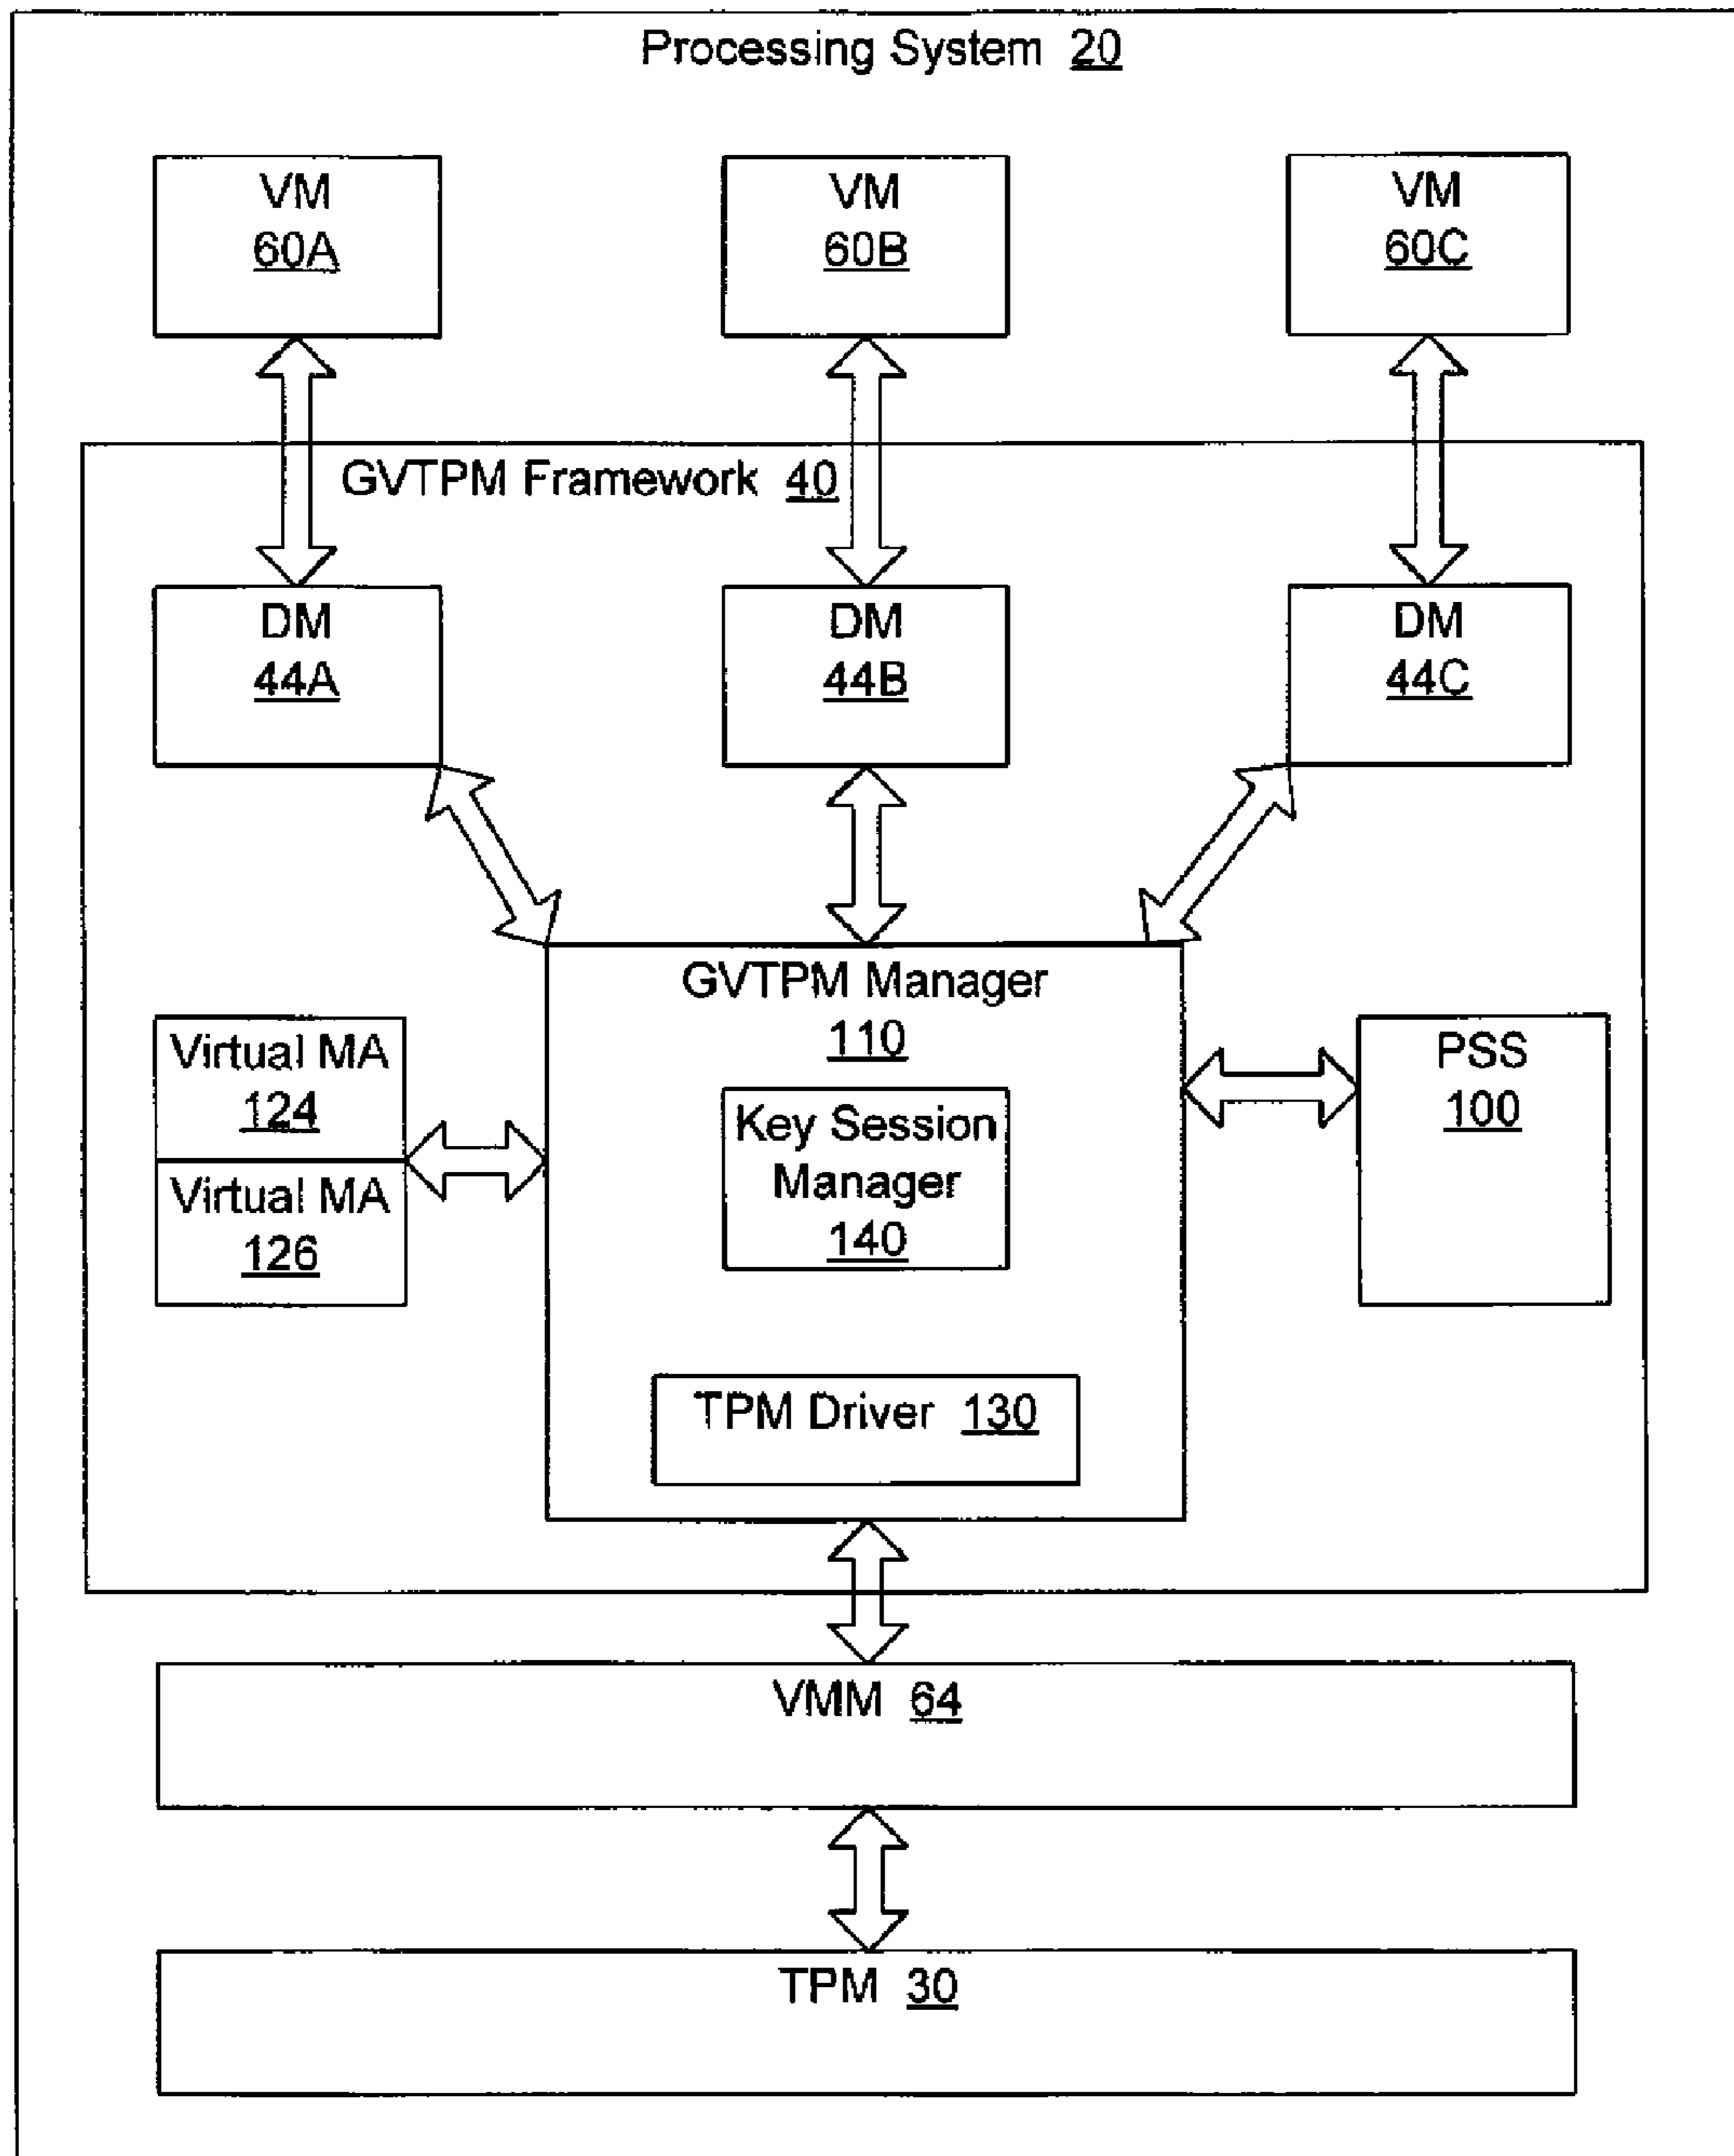 Processing System 20
VM
60A
VM
60B
VM
60C
GVTPM Framework 40
DM
44A
DM
44B
DM
44C
GVTPM Manager
110
Virtual MA
124
Virtual MA
126
Key Session
Manager
140
PSS
100
TPM Driver 130
VMM 64
TPM 30